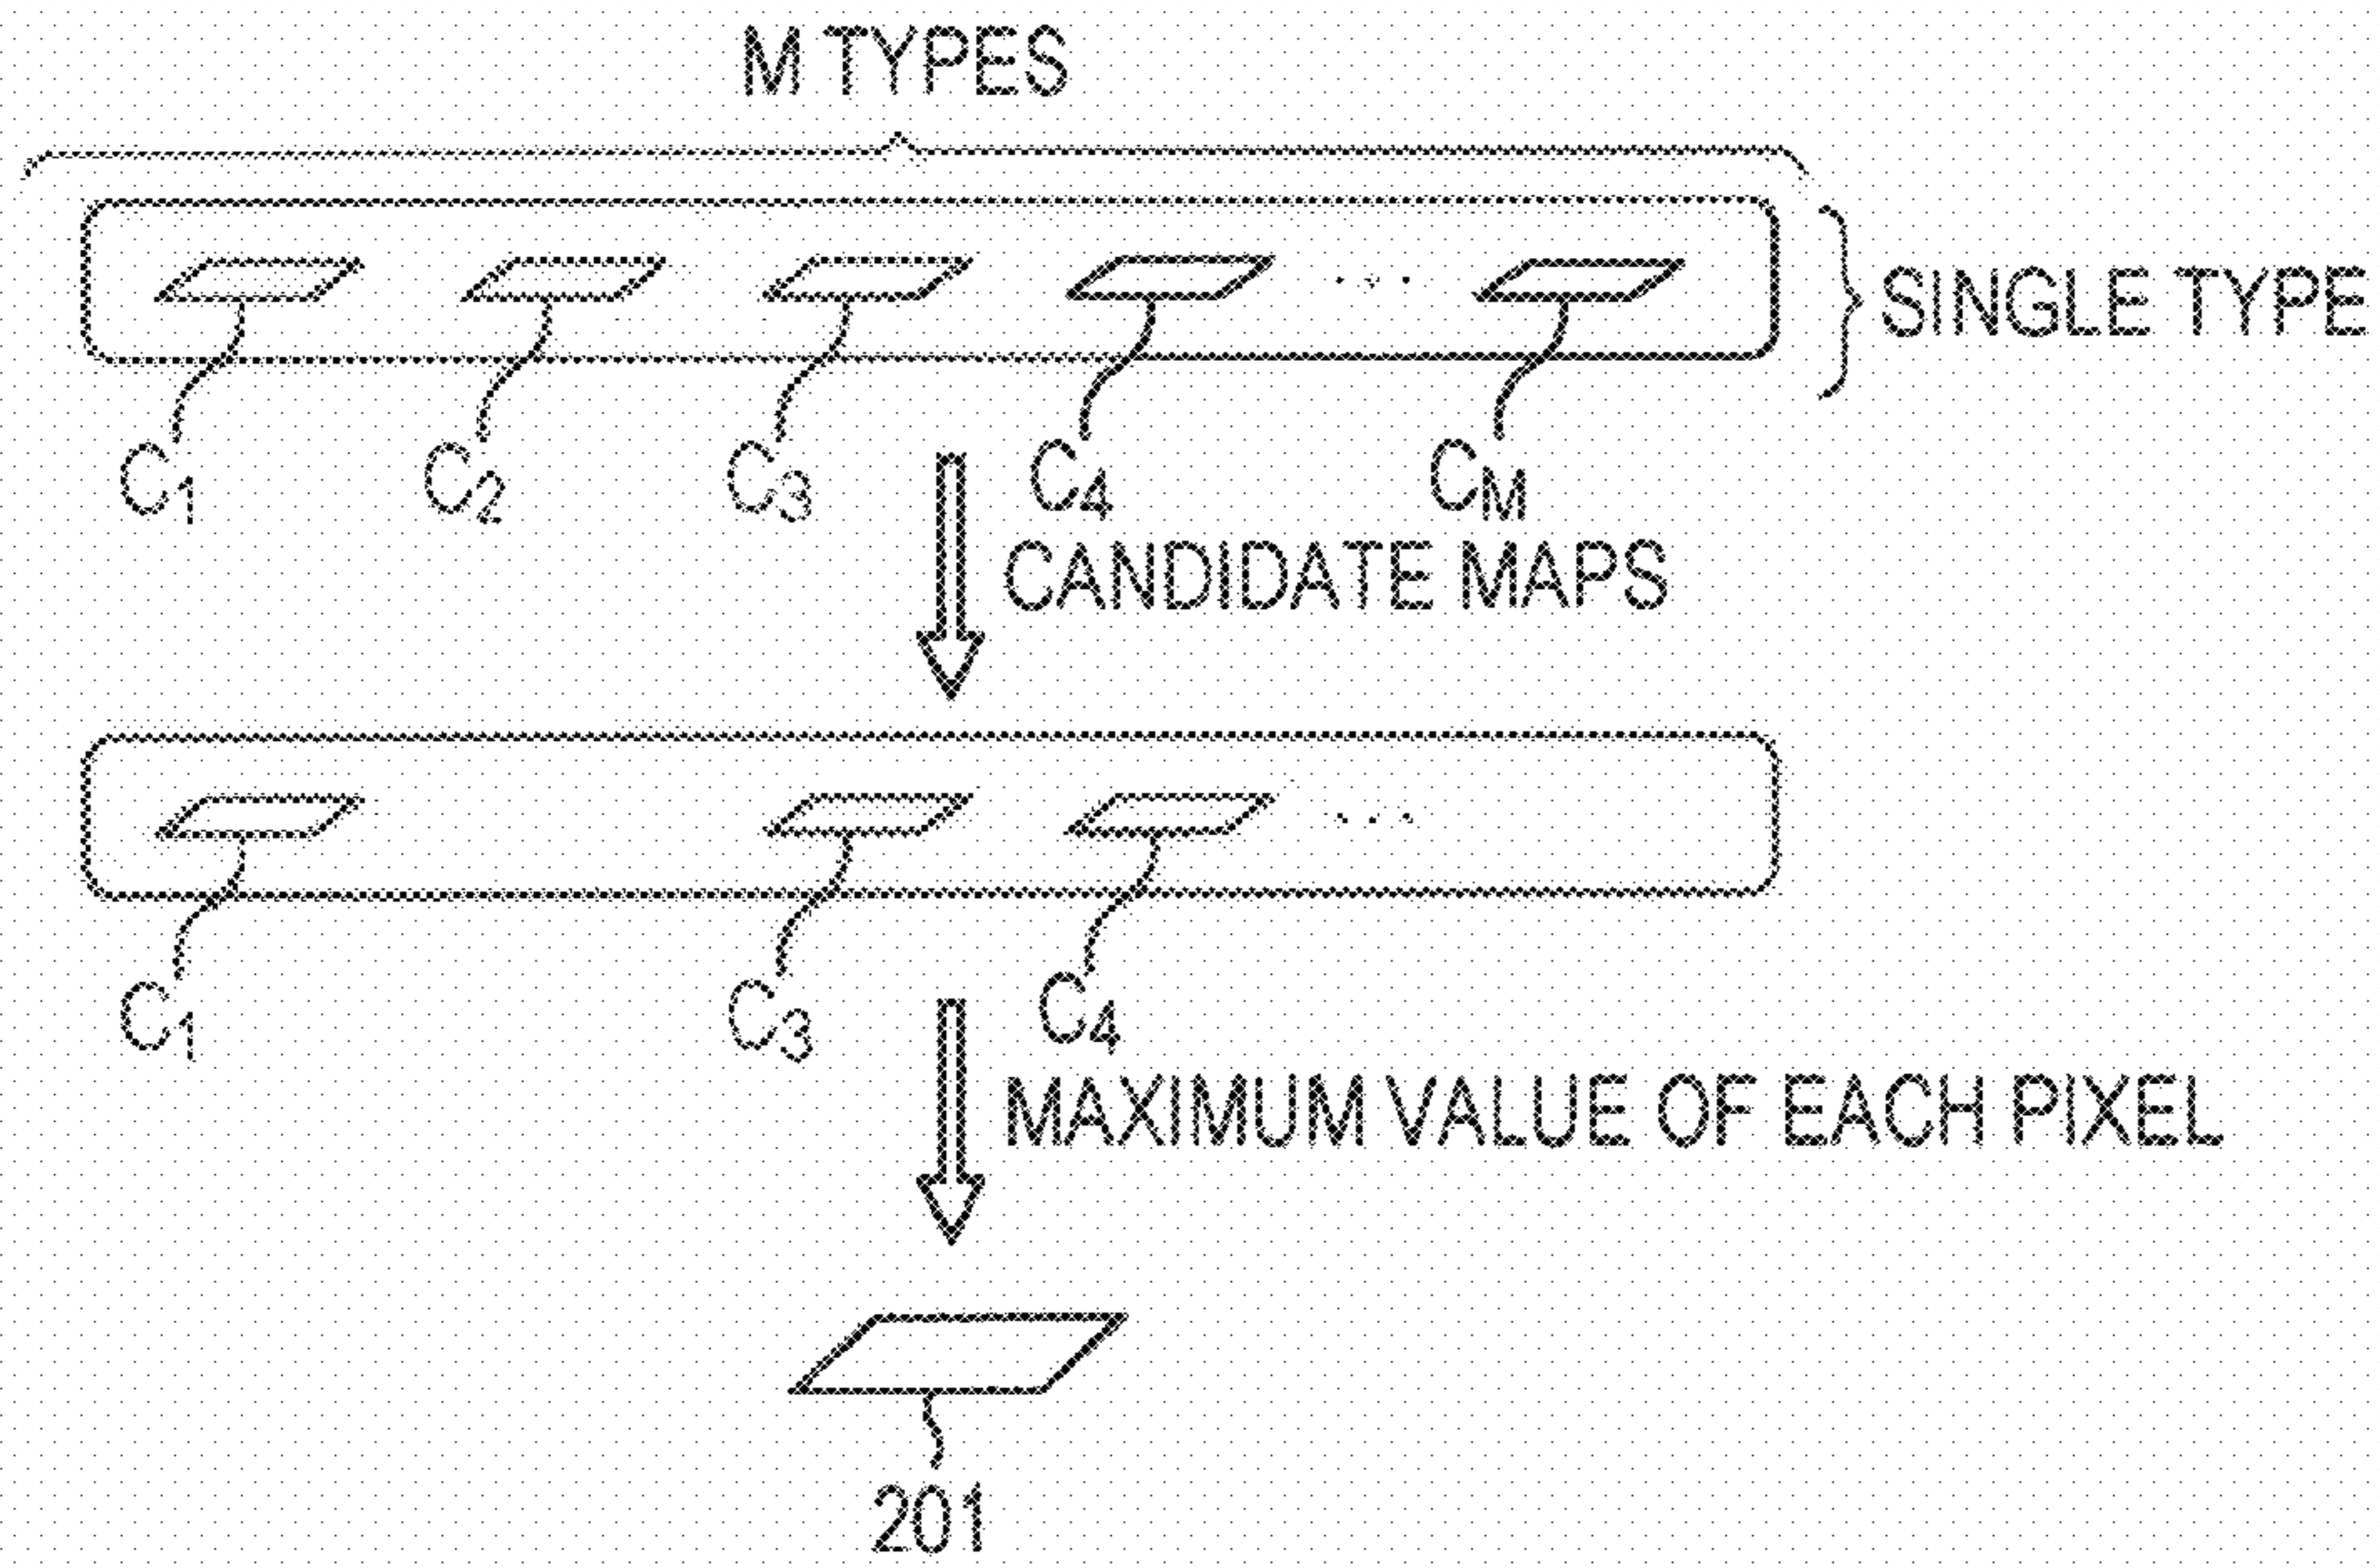 M TYPES
SINGLE TYPE
C1 C2 C3 C4 ... CM
CANDIDATE MAPS
...
C1 C3 C4
MAXIMUM VALUE OF EACH PIXEL
201